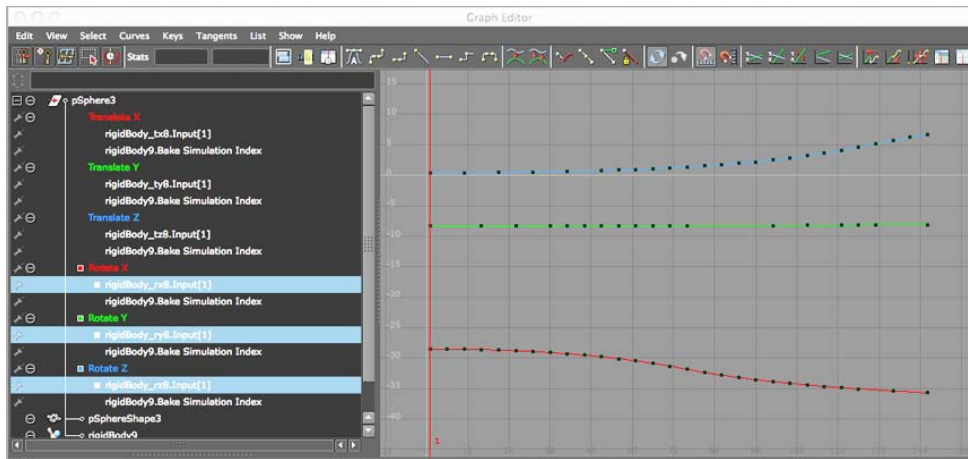 Graph Editor
Edit View Select Curves Keys Tangents List Show Help
Stats
pSphere3
Translate X
rigidBody_tx8.Input[1]
rigidBody9.Bake Simulation Index
Translate Y
rigidBody_ty8.Input[1]
rigidBody9.Bake Simulation Index
Translate Z
rigidBody_tz8.Input[1]
rigidBody9.Bake Simulation Index
Rotate X
rigidBody_rx8.Input[1]
rigidBody9.Bake Simulation Index
Rotate Y
rigidBody_ry8.Input[1]
rigidBody9.Bake Simulation Index
Rotate Z
rigidBody_rz8.Input[1]
rigidBody9.Bake Simulation Index
pSphereShape3
rigidBody9
15
5
0
-5
-10
-15
-20
-25
-30
-35
-40
1